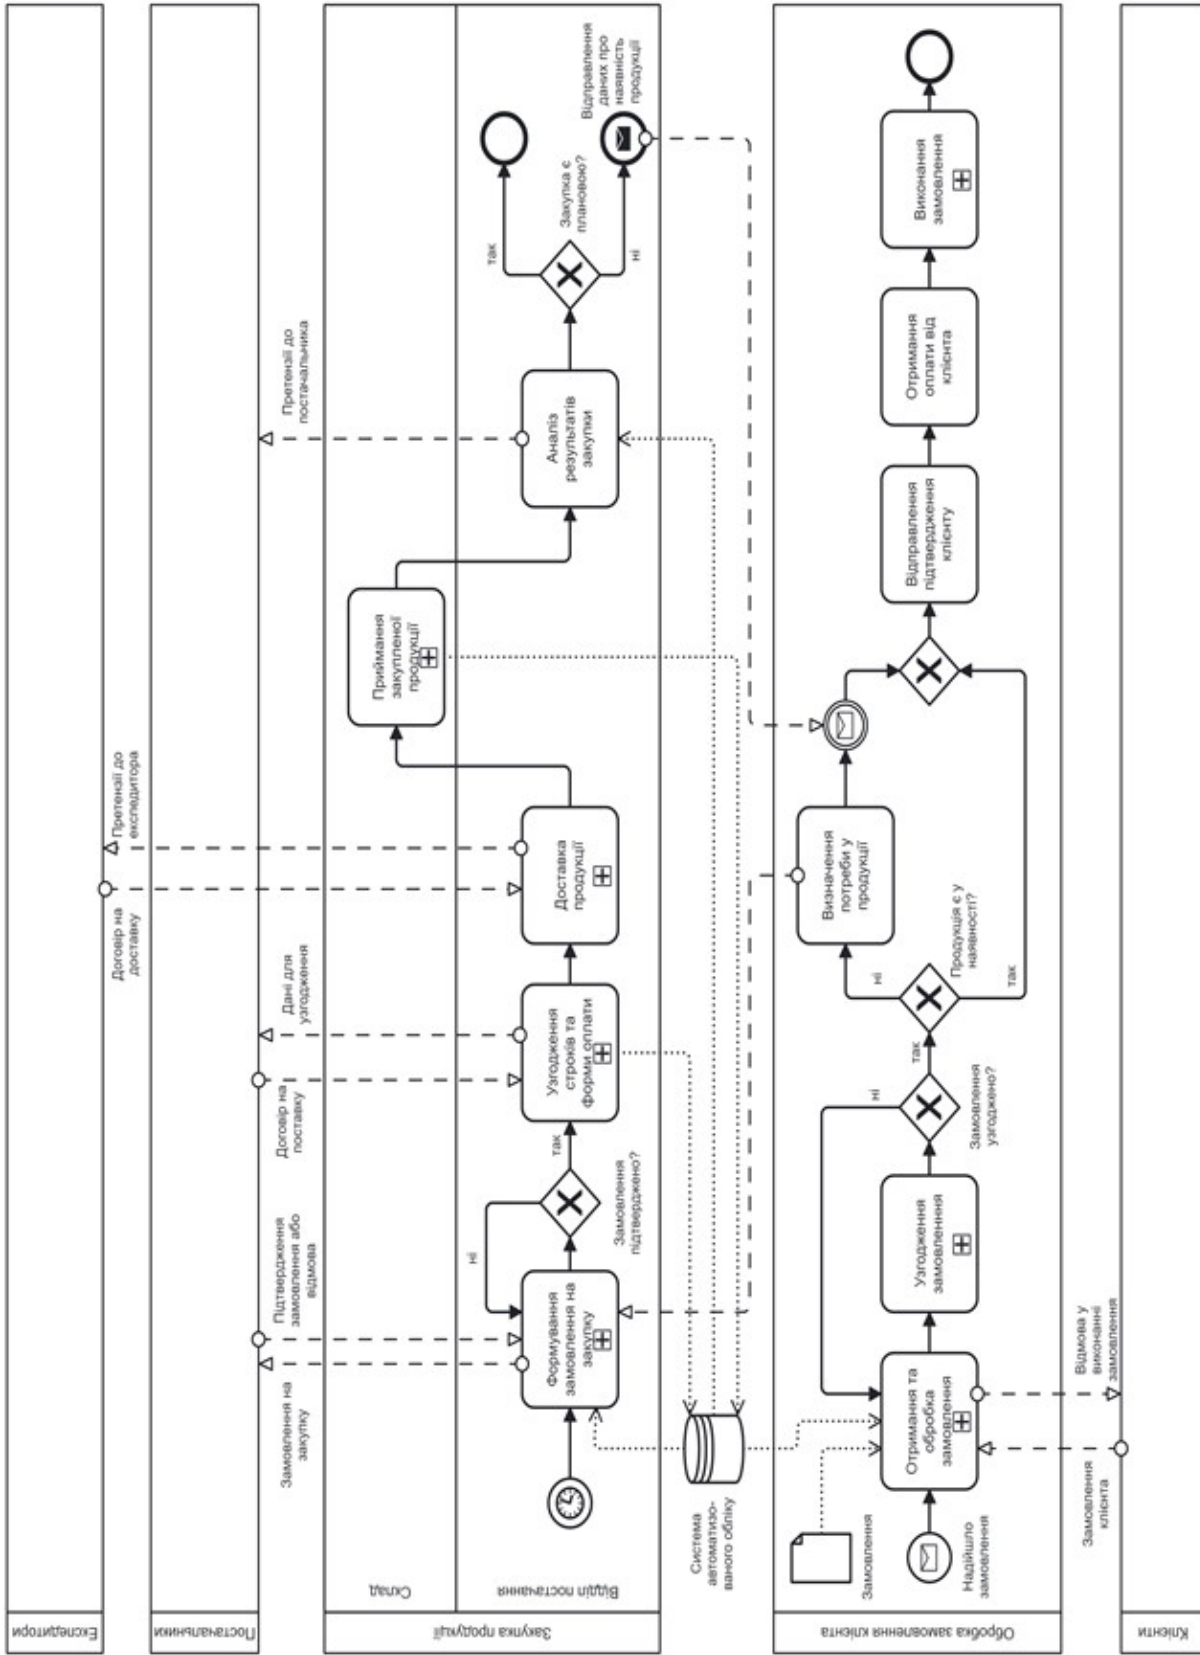 Експедитори
Постачальники
Закупка продукції
Склад
Відділ постачання
Замовлення на
закупку
Підтвердження
замовлення або
відмова
Договір на
поставку
Дані для
узгодження
Договір на
доставку
Претензії до
експедитора
Претензії до
постачальника
Формування
замовлення на
закупку
ні
Замовлення
підтверджено?
так
Узгодження
строків та
форми оплати
Доставка
продукції
Приймання
закупленої
продукції
Аналіз
результатів
закупки
Закупка є
плановою?
так
ні
Відправлення
даних про
наявність
продукції
Система
автоматизо-
ваного обліку
Обробка замовлення клієнта
Замовлення
Надійшло
замовлення
Отримання та
обробка
замовлення
Узгодження
замовлення
ні
Замовлення
узгоджено?
так
ні
Продукція є у
наявності?
так
Визначення
потреби у
продукції
Відправлення
підтвердження
клієнту
Отримання
оплати від
клієнта
Виконання
замовлення
Замовлення
клієнта
Відмова у
виконанні
замовлення
Клієнти